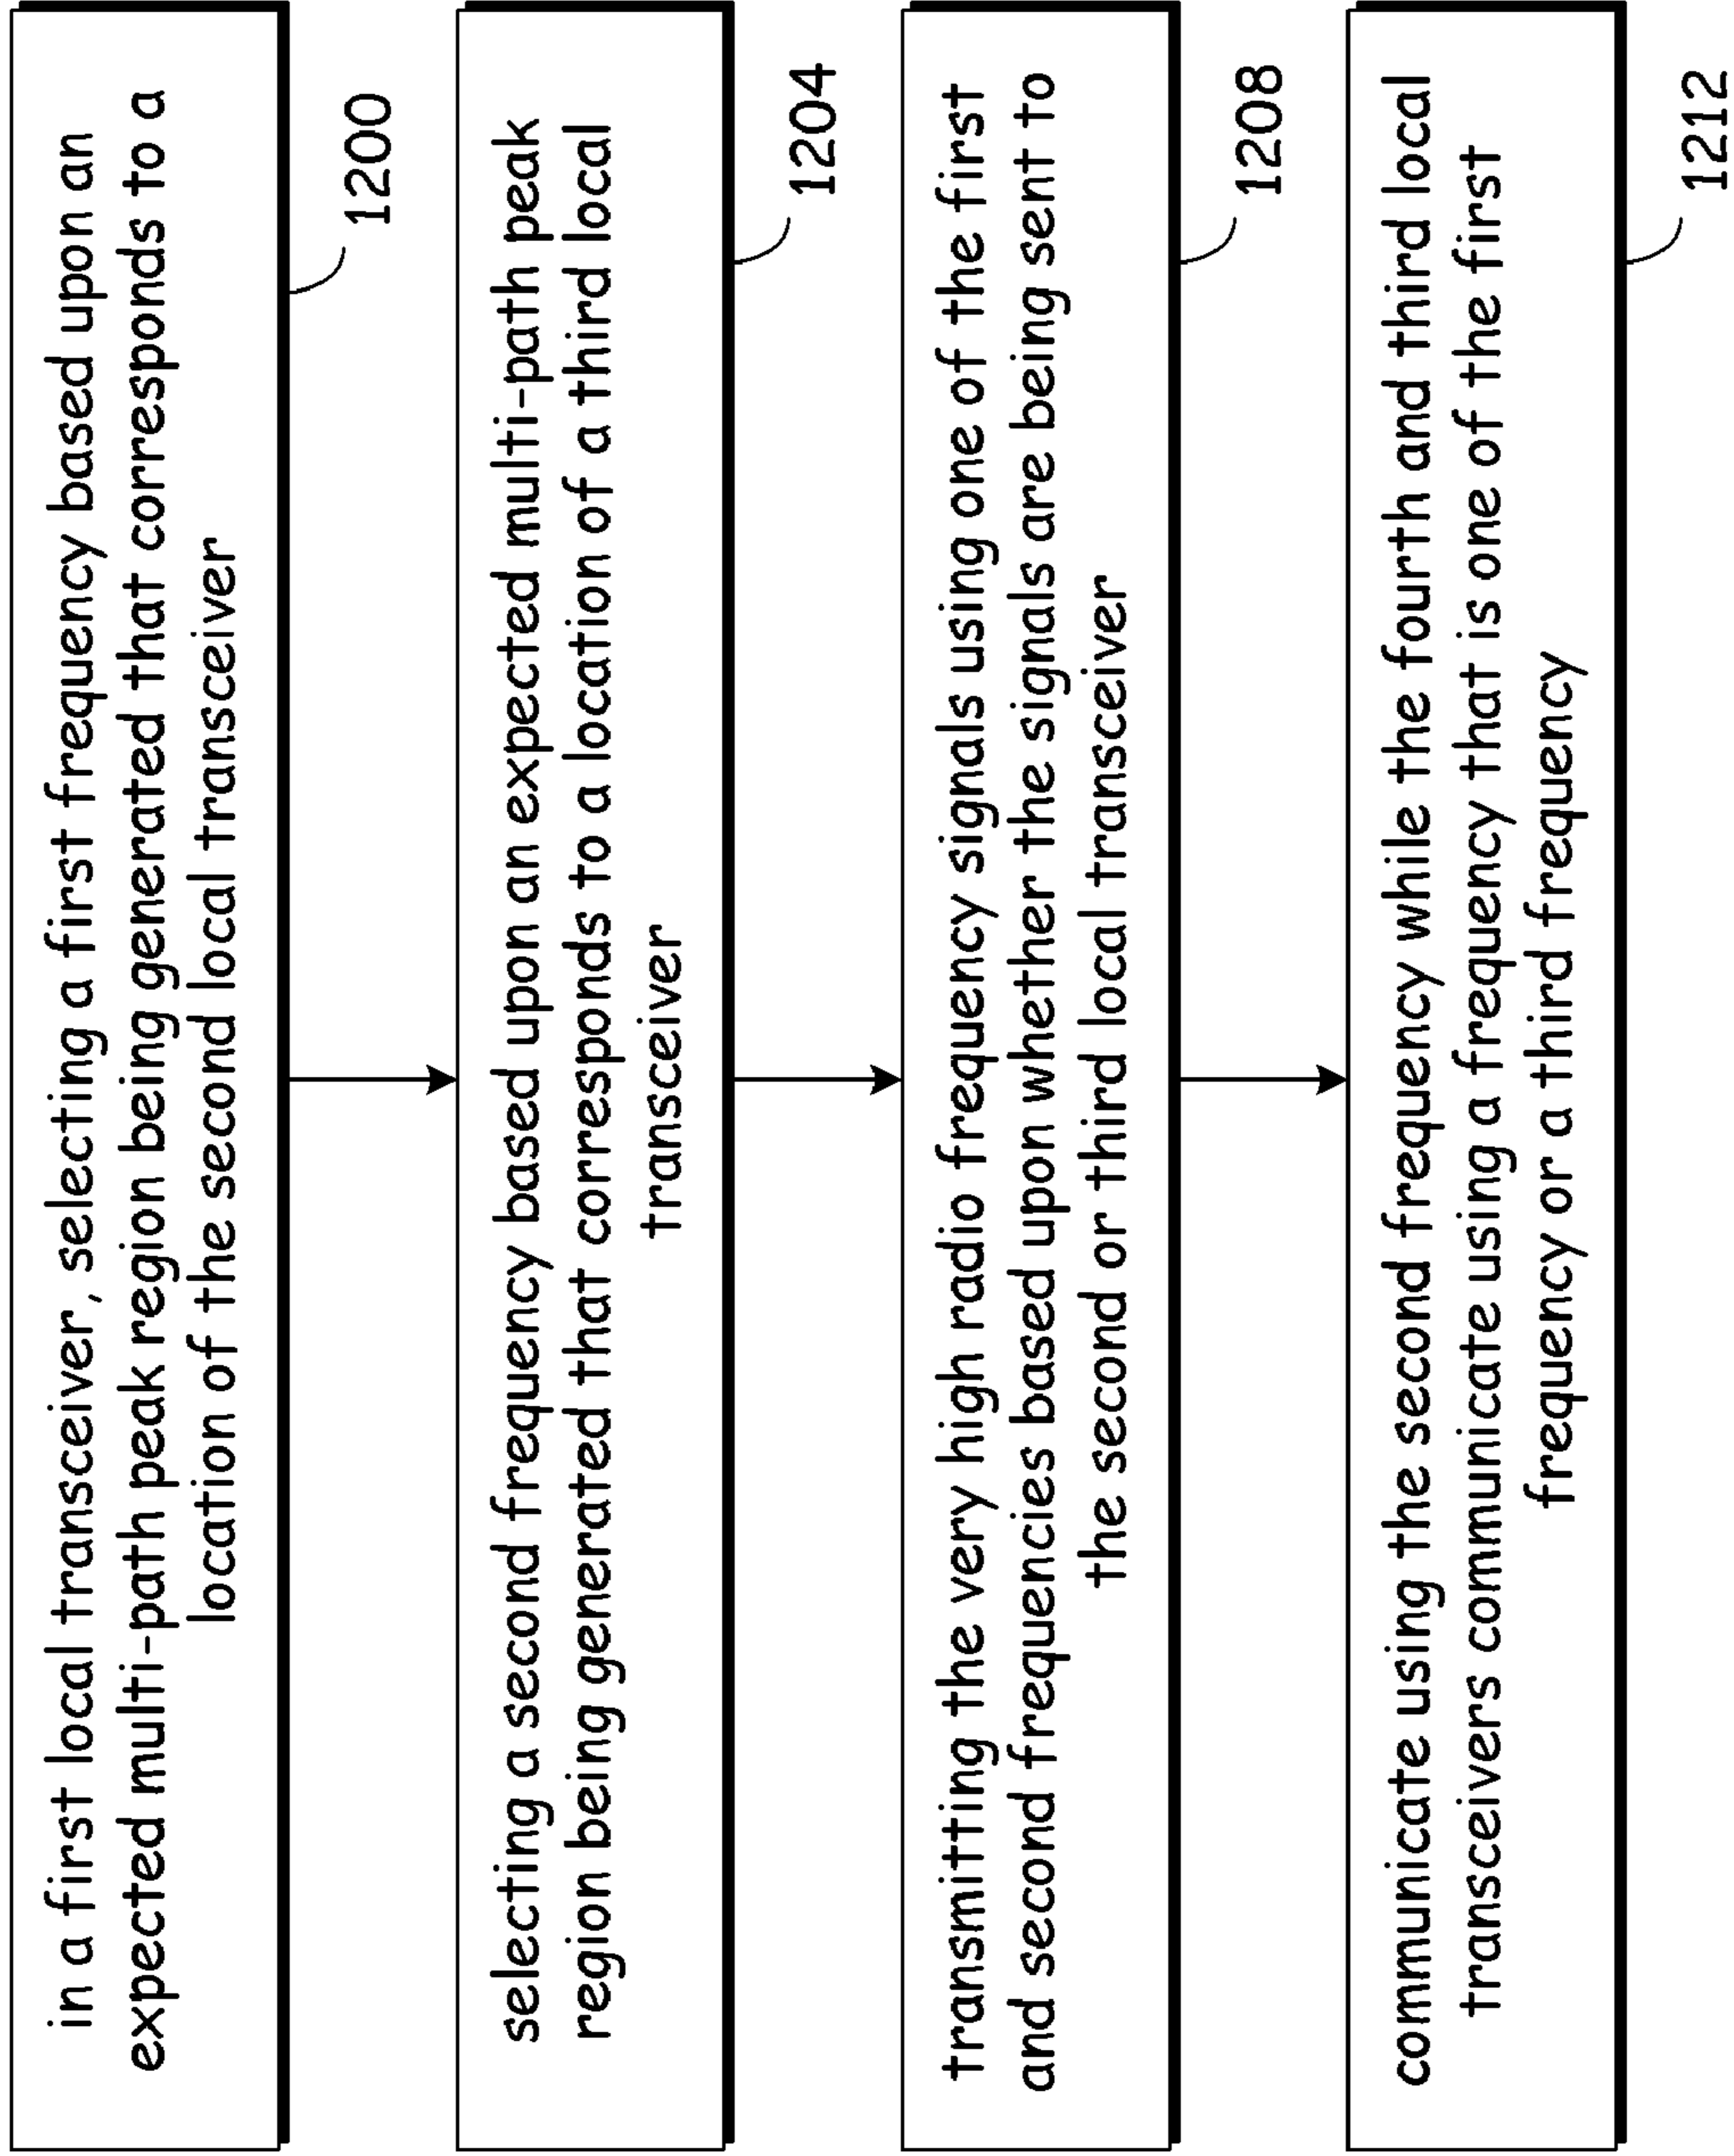 in a first local transceiver, selecting a first frequency based upon an
expected multi-path peak region being generated that corresponds to a
location of the second local transceiver
1200
selecting a second frequency based upon an expected multi-path peak
region being generated that corresponds to a location of a third local
transceiver
1204
transmitting the very high radio frequency signals using one of the first
and second frequencies based upon whether the signals are being sent to
the second or third local transceiver
1208
communicate using the second frequency while the fourth and third local
transceivers communicate using a frequency that is one of the first
frequency or a third frequency
1212